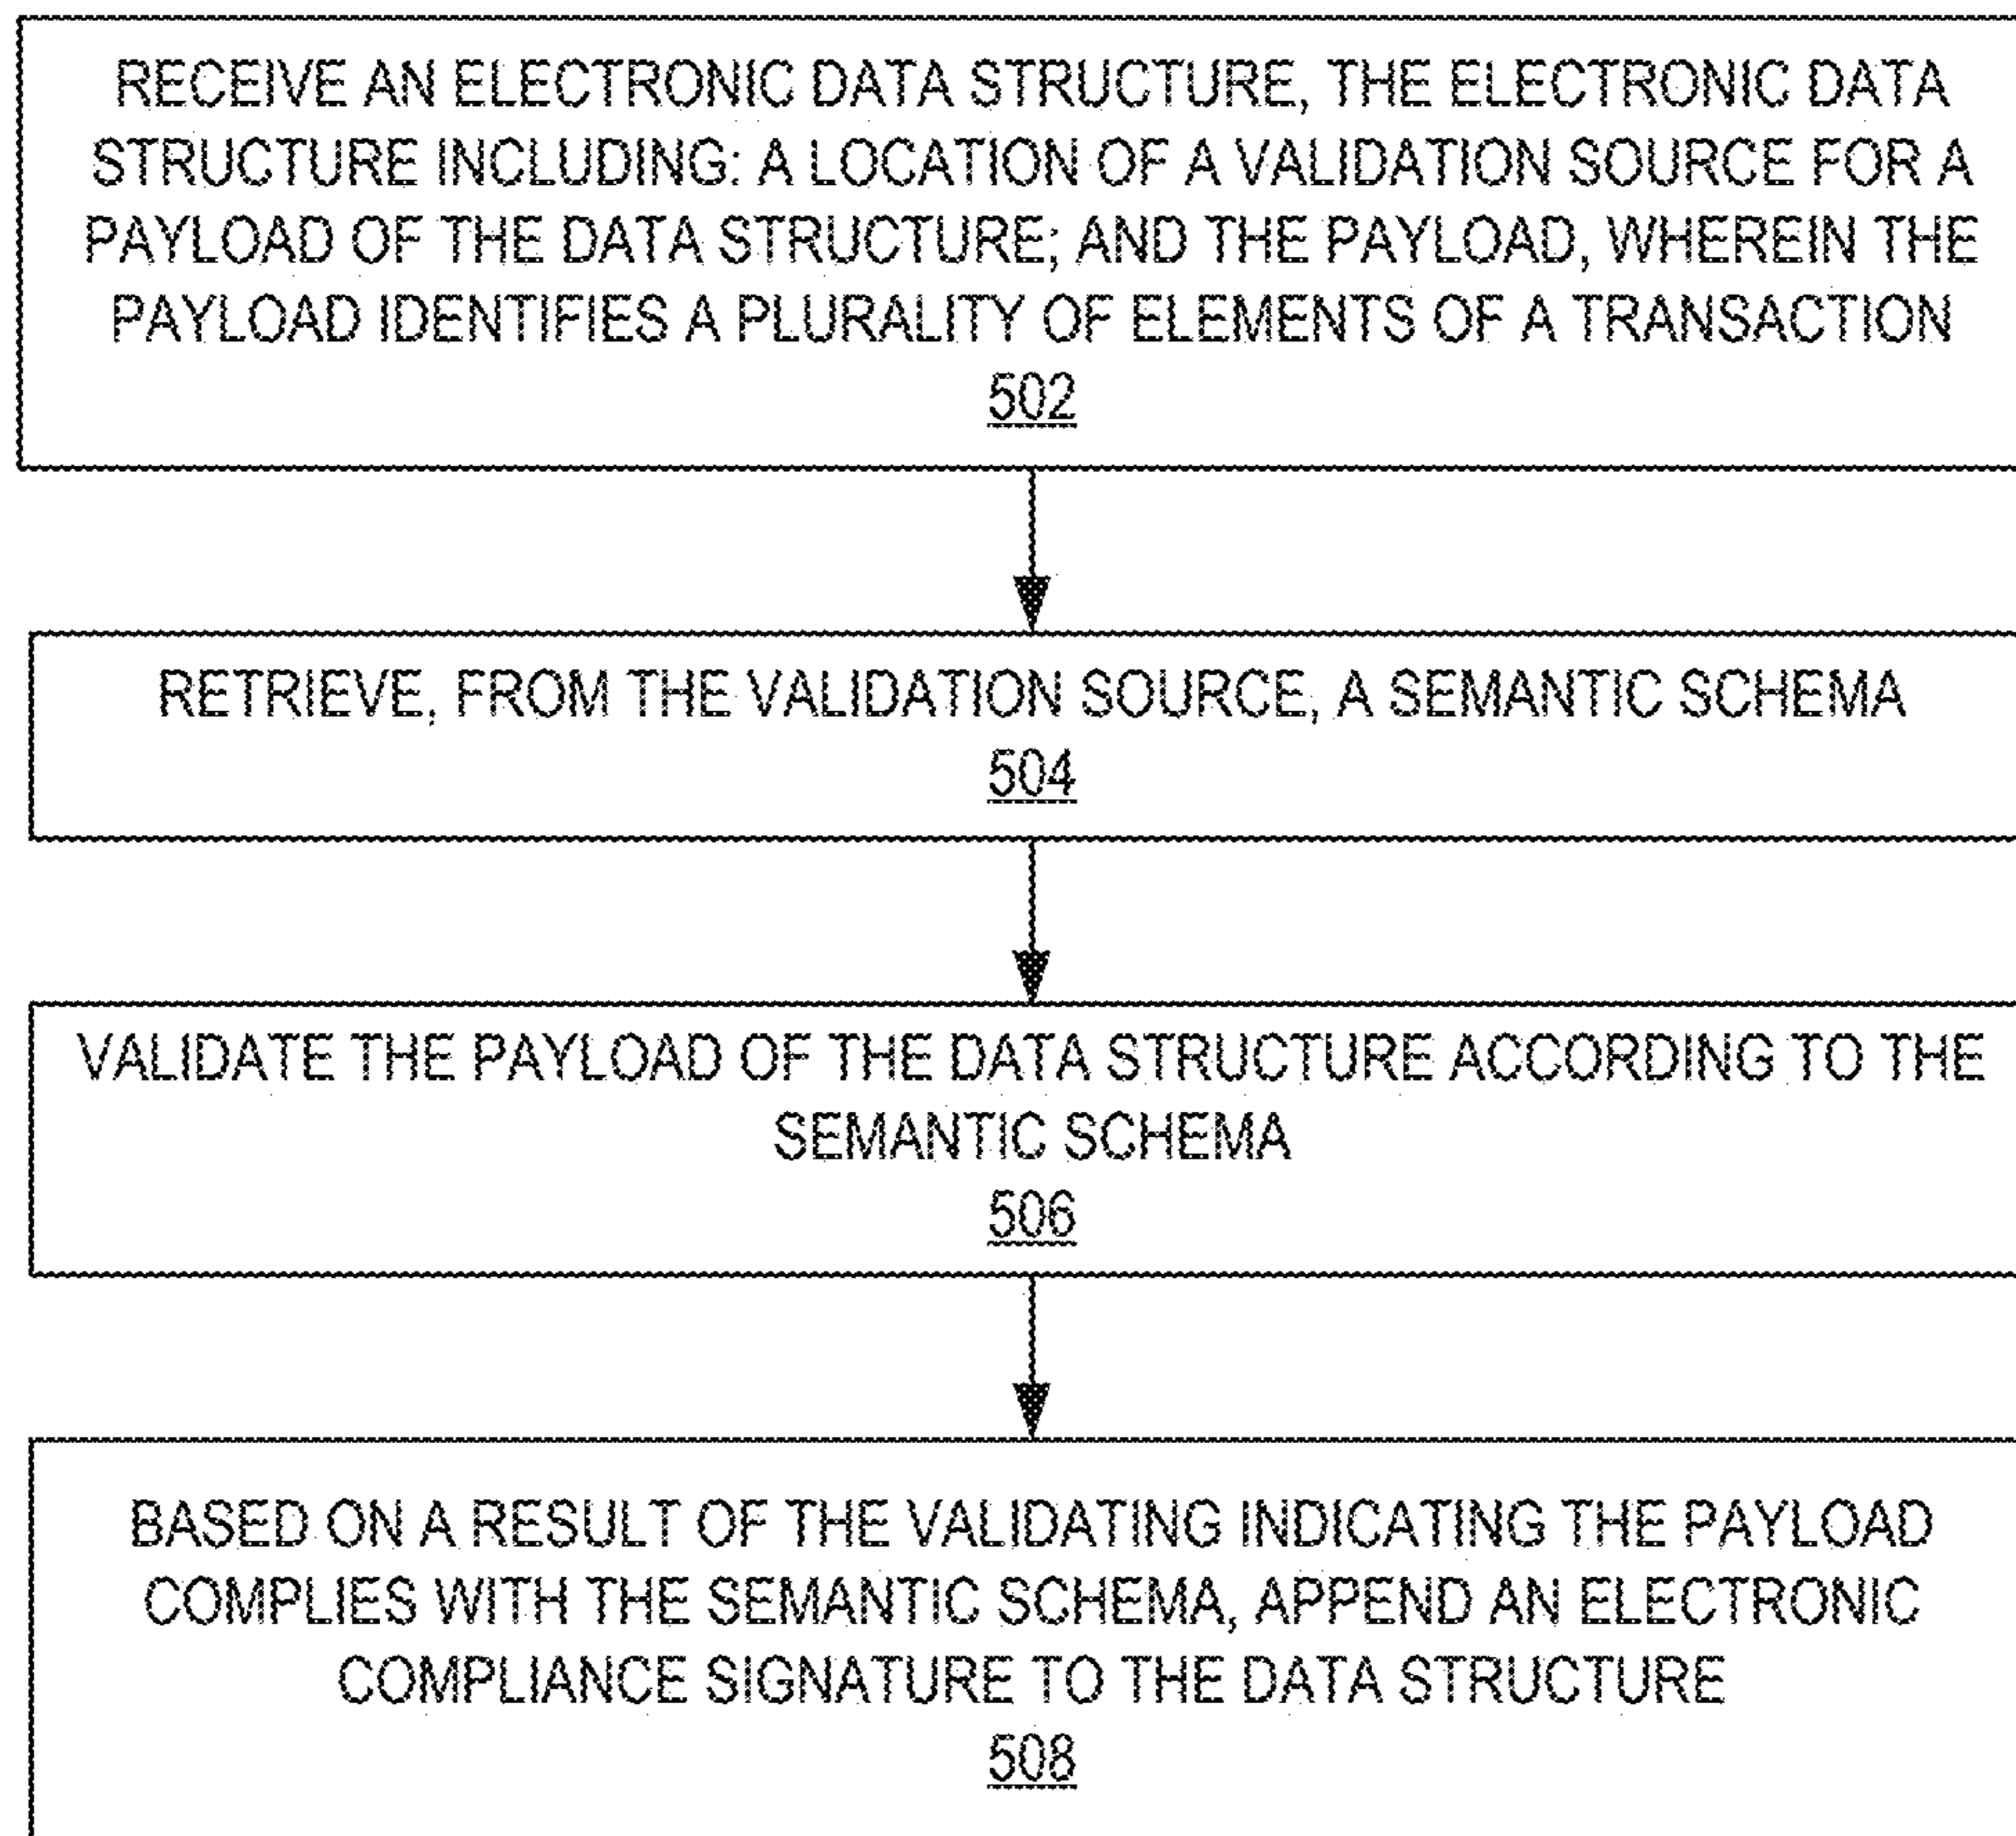 RECEIVE AN ELECTRONIC DATA STRUCTURE, THE ELECTRONIC DATA
STRUCTURE INCLUDING: A LOCATION OF A VALIDATION SOURCE FOR A
PAYLOAD OF THE DATA STRUCTURE; AND THE PAYLOAD, WHEREIN THE
PAYLOAD IDENTIFIES A PLURALITY OF ELEMENTS OF A TRANSACTION
502
RETRIEVE, FROM THE VALIDATION SOURCE, A SEMANTIC SCHEMA
504
VALIDATE THE PAYLOAD OF THE DATA STRUCTURE ACCORDING TO THE
SEMANTIC SCHEMA
506
BASED ON A RESULT OF THE VALIDATING INDICATING THE PAYLOAD
COMPLIES WITH THE SEMANTIC SCHEMA, APPEND AN ELECTRONIC
COMPLIANCE SIGNATURE TO THE DATA STRUCTURE
508